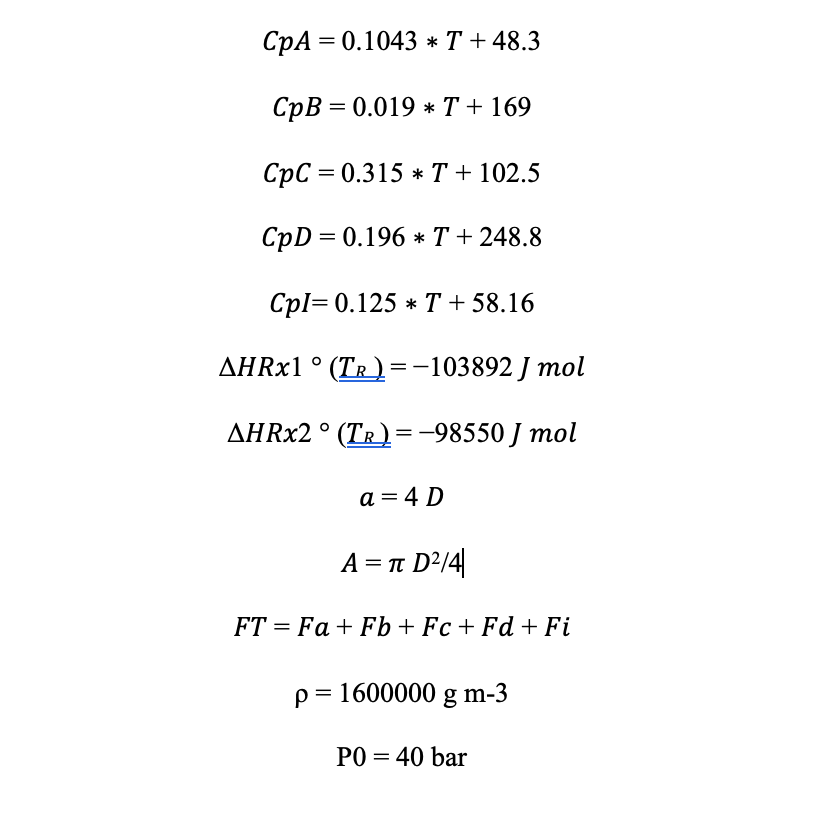 CpA = 0.1043 * T + 48.3
CpB = 0.019 * T + 169
CpC = 0.315 * T + 102.5
CpD = 0.196 * T + 248.8
CpI= 0.125 * T + 58.16
ΔHRx1 ° (TR ) = −103892 J mol
ΔHRx2 ° (TR ) = −98550 J mol
a = 4 D
A = π D²/4
FT = Fa + Fb + Fc + Fd + Fi
ρ = 1600000 g m-3
P0 = 40 bar